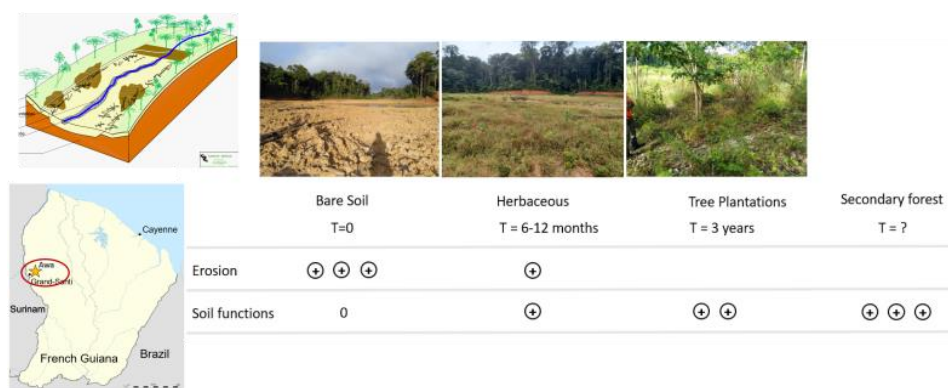 Bare Soil
Herbaceous
Tree Plantations
Secondary forest
T=0
T = 6-12 months
T = 3 years
T = ?
Erosion
+ + +
+
Soil functions
0
+
+ +
+ + +
Cayenne
Awa
Grand-Santi
Surinam
French Guiana
Brazil